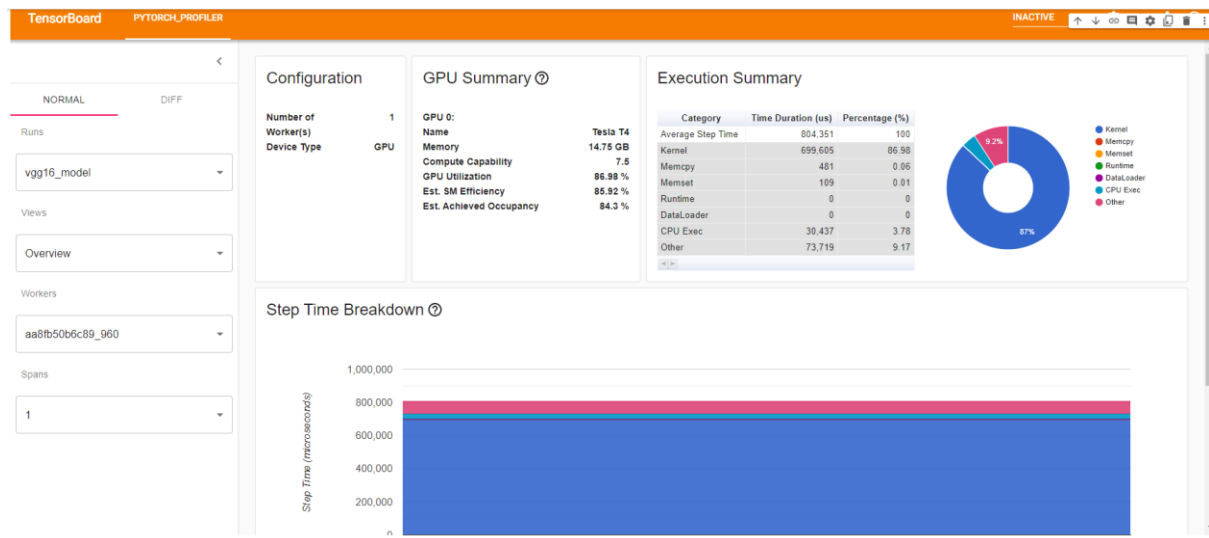 TensorBoard PYTORCH_PROFILER INACTIVE
NORMAL DIFF
Runs
vgg16_model
Views
Overview
Workers
aa8fb50b6c89_960
Spans
1
Configuration
Number of Worker(s) 1
Device Type GPU
GPU Summary
GPU 0:
Name Tesla T4
Memory 14.75 GB
Compute Capability 7.5
GPU Utilization 86.98 %
Est. SM Efficiency 85.92 %
Est. Achieved Occupancy 84.3 %
Execution Summary
Category Time Duration (us) Percentage (%)
Average Step Time 804,351 100
Kernel 699,605 86.98
Memcpy 481 0.06
Memset 109 0.01
Runtime 0 0
DataLoader 0 0
CPU Exec 30,437 3.78
Other 73,719 9.17
9.2%
87%
Kernel
Memcpy
Memset
Runtime
DataLoader
CPU Exec
Other
Step Time Breakdown
Step Time (microseconds)
1,000,000
800,000
600,000
400,000
200,000
0